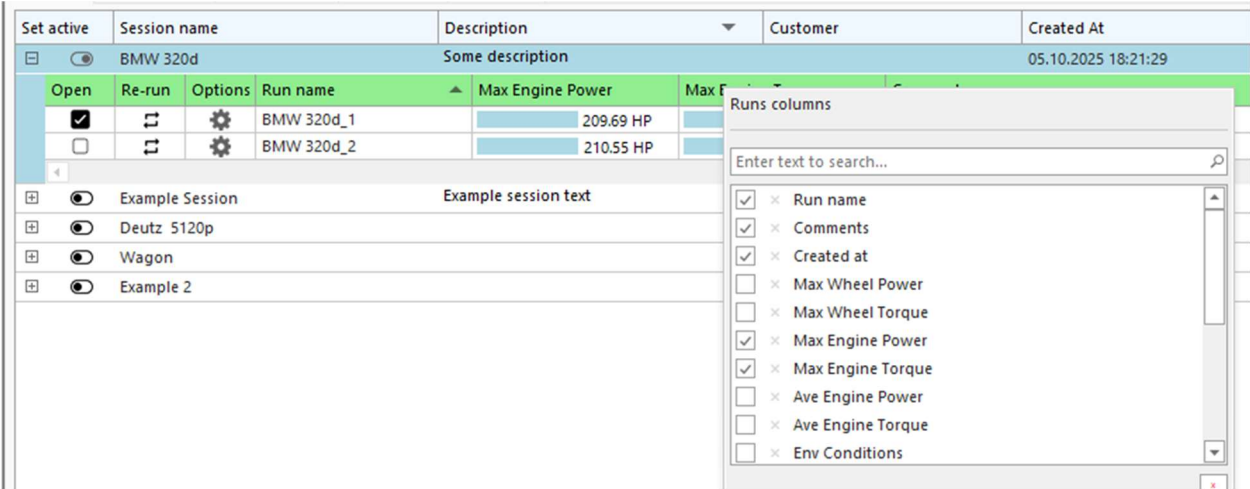 Set active Session name Description Customer Created At
BMW 320d Some description 05.10.2025 18:21:29
Open Re-run Options Run name Max Engine Power Max
BMW 320d_1 209.69 HP
BMW 320d_2 210.55 HP
Example Session Example session text
Deutz 5120p
Wagon
Example 2
Runs columns
Enter text to search...
Run name
Comments
Created at
Max Wheel Power
Max Wheel Torque
Max Engine Power
Max Engine Torque
Ave Engine Power
Ave Engine Torque
Env Conditions